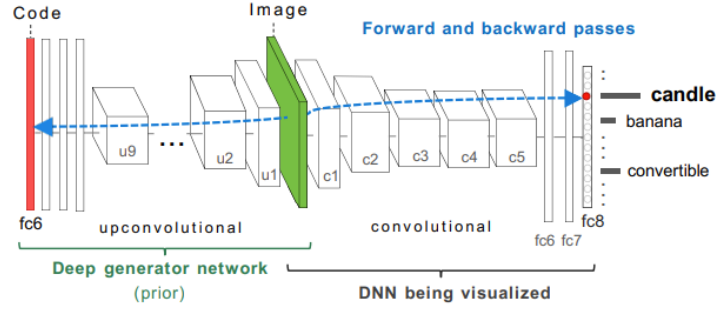 Code
Image
Forward and backward passes
u9
...
u2
u1
c1
c2
c3
c4
c5
candle
banana
convertible
fc6
upconvolutional
convolutional
fc6
fc7
fc8
Deep generator network
(prior)
DNN being visualized